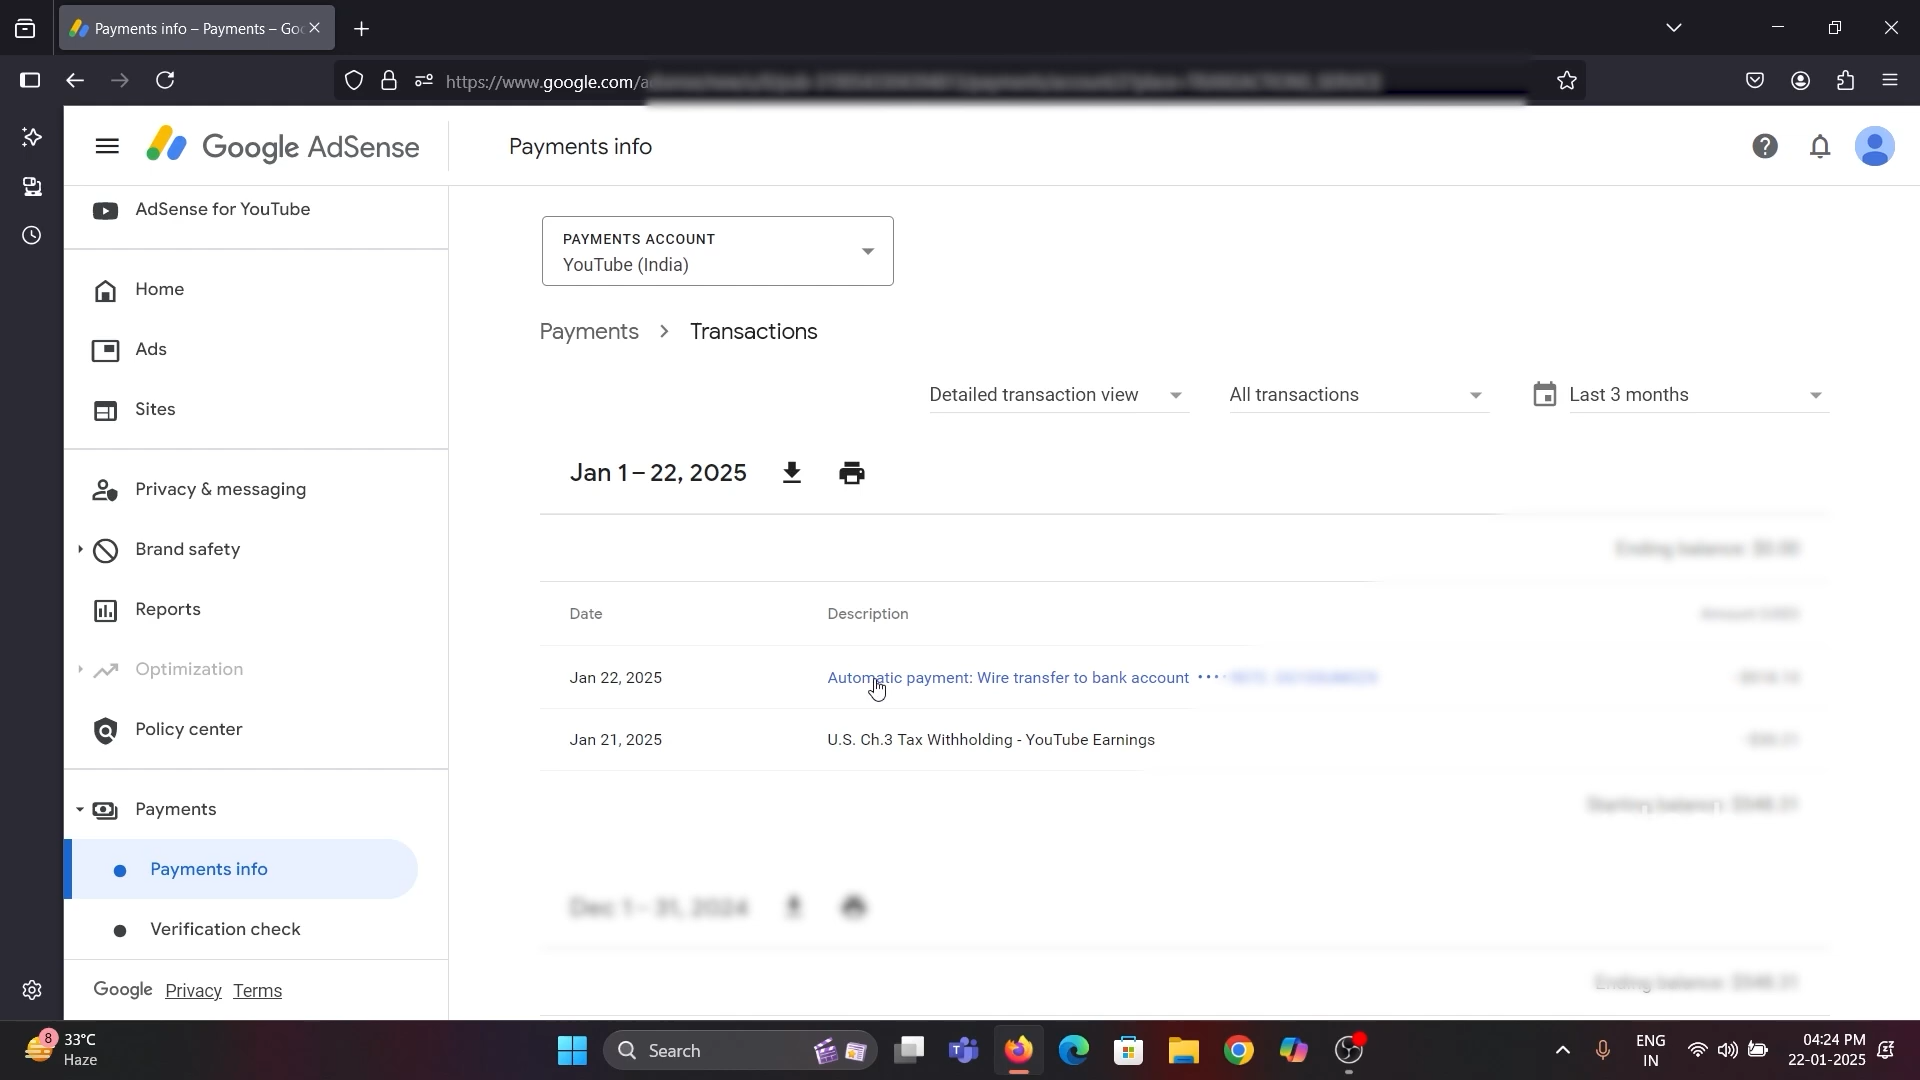 Payments info – Payments – Goo
https://www.google.com/a
Google AdSense
Payments info
AdSense for YouTube
Home
Ads
Sites
Privacy & messaging
Brand safety
Reports
Optimization
Policy center
Payments
Payments info
Verification check
Google Privacy Terms
PAYMENTS ACCOUNT
YouTube (India)
Payments > Transactions
Detailed transaction view
All transactions
Last 3 months
Jan 1 – 22, 2025
Date Description
Jan 22, 2025 Automatic payment: Wire transfer to bank account ••••
Jan 21, 2025 U.S. Ch.3 Tax Withholding - YouTube Earnings
8
33°C
Haze
Search
ENG
IN
04:24 PM
22-01-2025